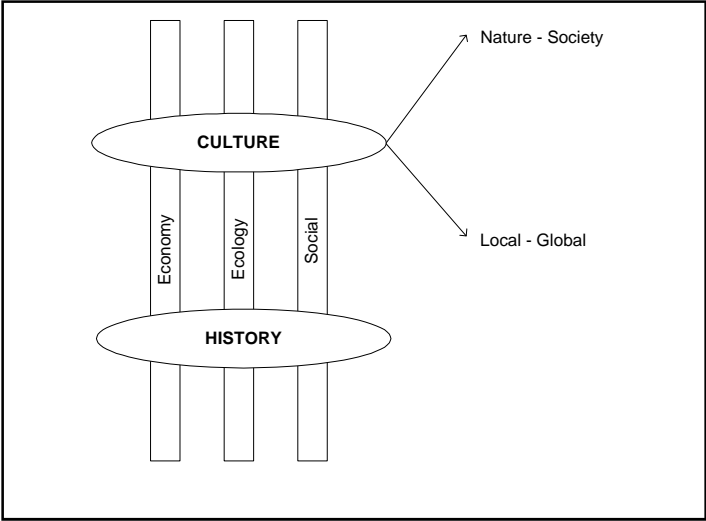 Nature - Society
CULTURE
Economy
Ecology
Social
Local - Global
HISTORY